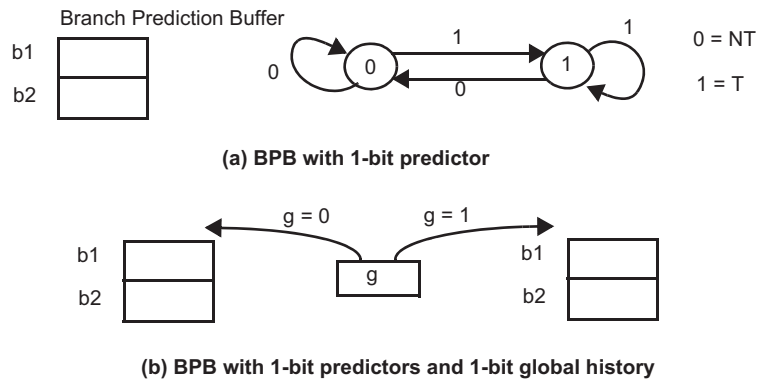 Branch Prediction Buffer
b1
b2
0
0
1
0
1
1
0 = NT
1 = T
(a) BPB with 1-bit predictor
b1
b2
g = 0
g = 1
g
b1
b2
(b) BPB with 1-bit predictors and 1-bit global history